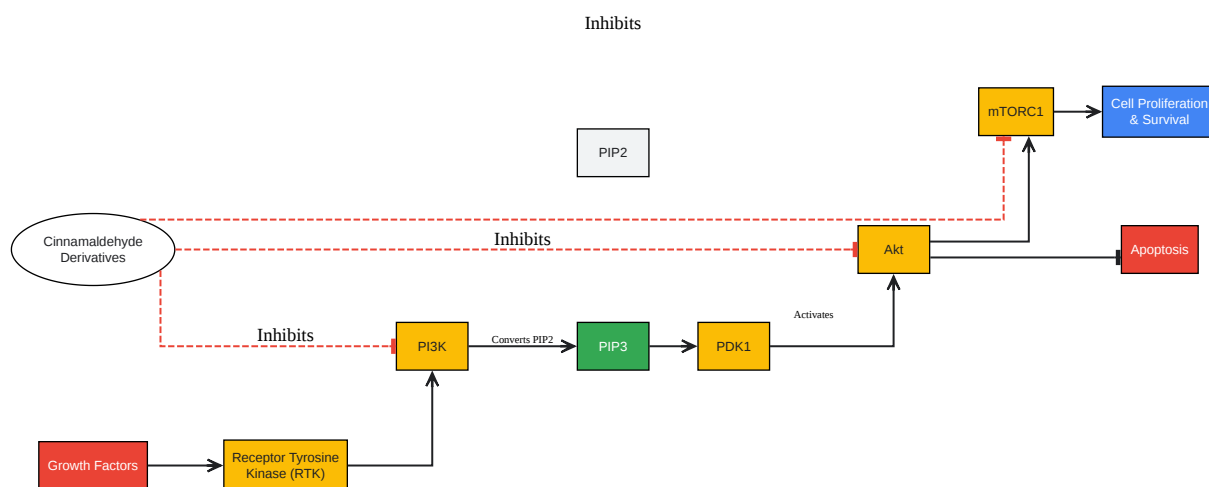 Inhibits
mTORC1
Cell Proliferation
& Survival
PIP2
Cinnamaldehyde
Derivatives
Inhibits
Akt
Apoptosis
Inhibits
PI3K
Converts PIP2
PIP3
PDK1
Activates
Growth Factors
Receptor Tyrosine
Kinase (RTK)